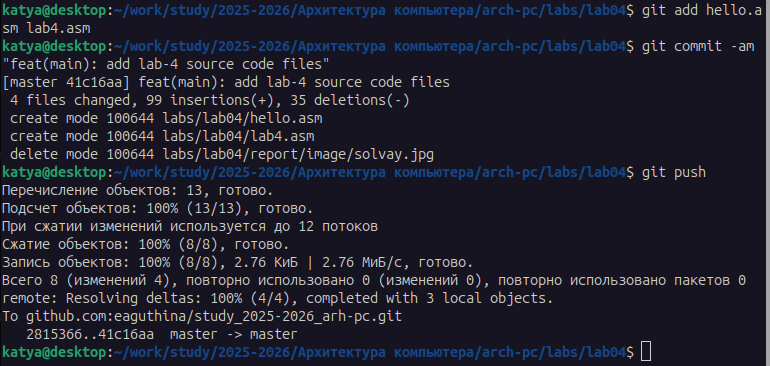 katya@desktop:~/work/study/2025-2026/Архитектура компьютера/arch-pc/labs/lab04$ git add hello.a
sm lab4.asm
katya@desktop:~/work/study/2025-2026/Архитектура компьютера/arch-pc/labs/lab04$ git commit -am
"feat(main): add lab-4 source code files"
[master 41c16aa] feat(main): add lab-4 source code files
 4 files changed, 99 insertions(+), 35 deletions(-)
 create mode 100644 labs/lab04/hello.asm
 create mode 100644 labs/lab04/lab4.asm
 delete mode 100644 labs/lab04/report/image/solvay.jpg
katya@desktop:~/work/study/2025-2026/Архитектура компьютера/arch-pc/labs/lab04$ git push
Перечисление объектов: 13, готово.
Подсчет объектов: 100% (13/13), готово.
При сжатии изменений используется до 12 потоков
Сжатие объектов: 100% (8/8), готово.
Запись объектов: 100% (8/8), 2.76 КиБ | 2.76 МиБ/с, готово.
Всего 8 (изменений 4), повторно использовано 0 (изменений 0), повторно использовано пакетов 0
remote: Resolving deltas: 100% (4/4), completed with 3 local objects.
To github.com:eaguthina/study_2025-2026_arh-pc.git
   2815366..41c16aa  master -> master
katya@desktop:~/work/study/2025-2026/Архитектура компьютера/arch-pc/labs/lab04$